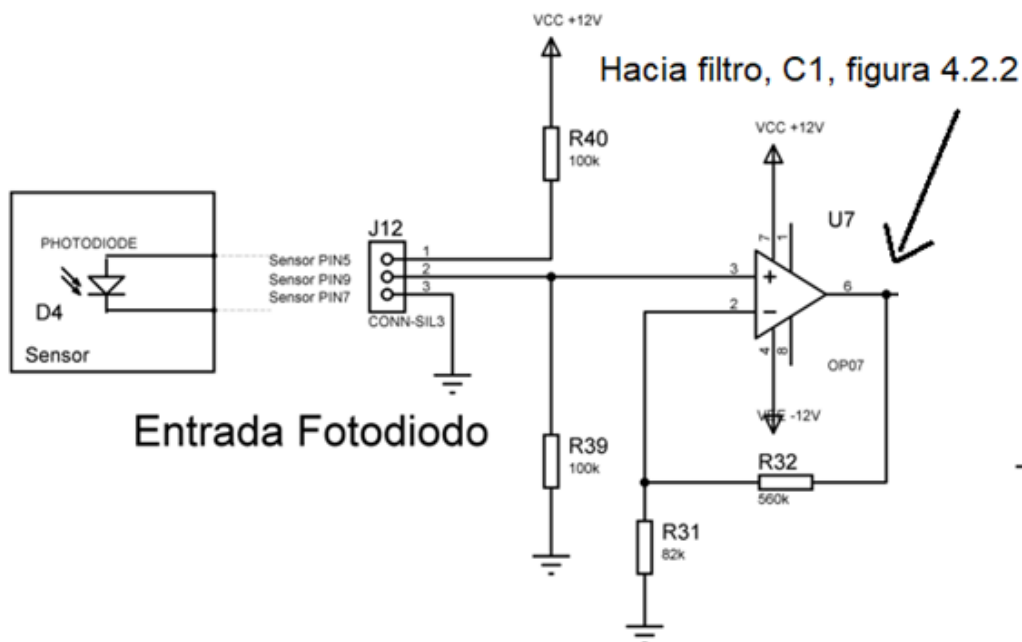 VCC +12V
Hacia filtro, C1, figura 4.2.2
R40
100k
VCC +12V
J12
U7
PHOTODIODE
Sensor PIN5
1
7
1
Sensor PIN9
2
3
+
6
Sensor PIN7
3
2
−
D4
CONN-SIL3
4
8
OP07
Sensor
VEE -12V
Entrada Fotodiodo
R39
100k
R32
560k
R31
82k